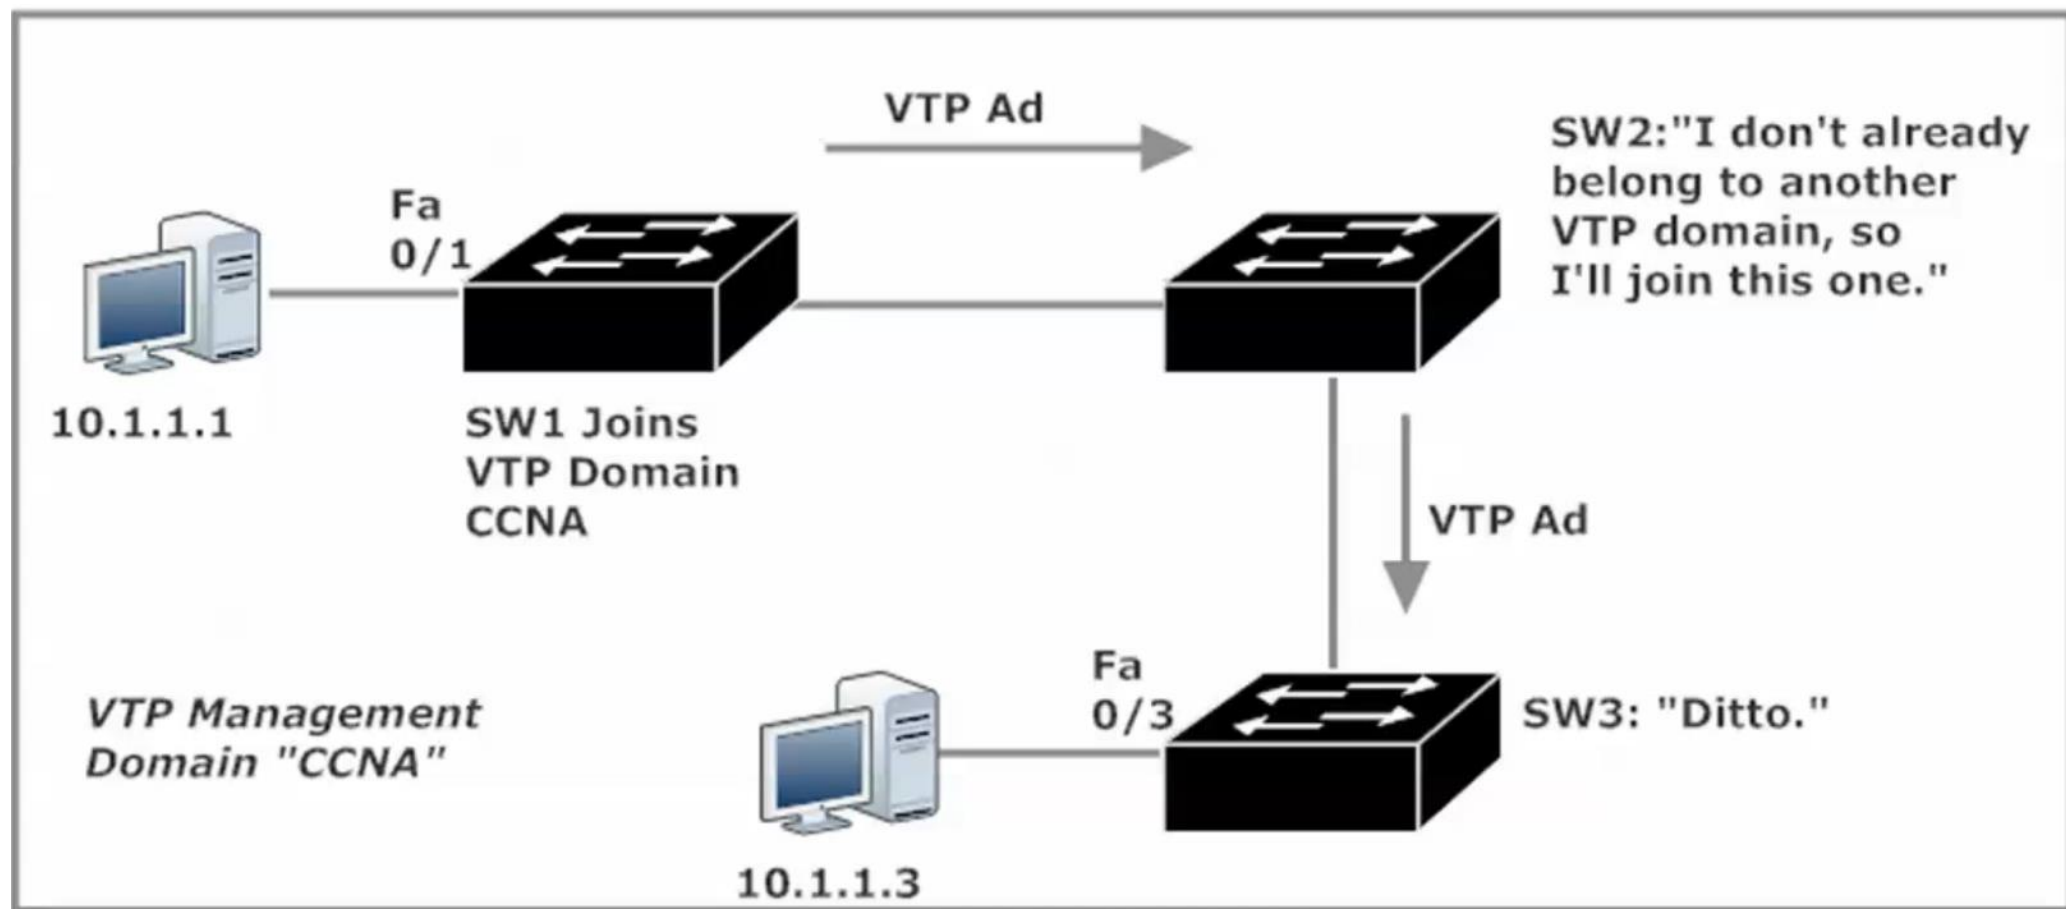 VTP Ad
SW2:"I don't already
belong to another
VTP domain, so
I'll join this one."
Fa
0/1
10.1.1.1
SW1 Joins
VTP Domain
CCNA
VTP Ad
Fa
0/3
SW3: "Ditto."
VTP Management
Domain "CCNA"
10.1.1.3